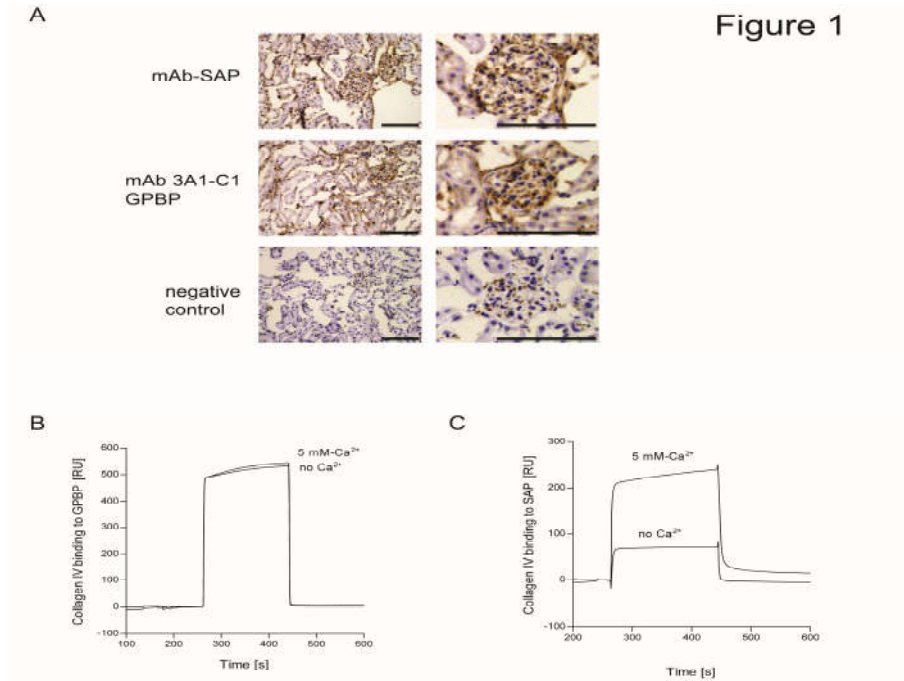 A
Figure 1
mAb-SAP
mAb 3A1-C1
GPBP
negative
control
B
Collagen IV binding to GPBP [RU]
600
500
400
300
200
100
0
-100
5 mM-Ca²⁺
no Ca²⁺
100
200
300
400
500
600
Time [s]
C
Collagen IV binding to SAP [RU]
300
200
100
0
-100
5 mM-Ca²⁺
no Ca²⁺
200
300
400
500
600
Time [s]